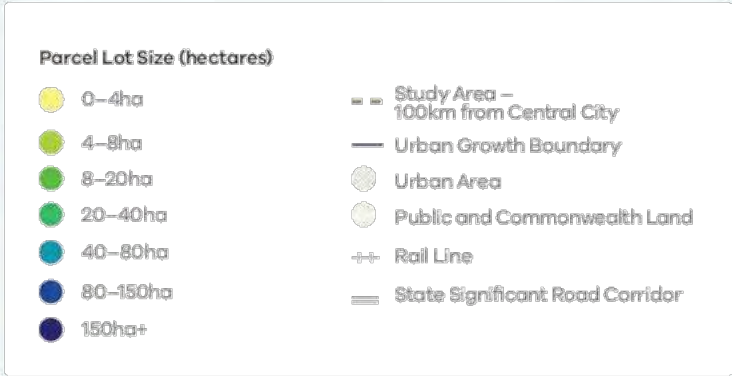 Parcel Lot Size (hectares)
0–4ha
4–8ha
8–20ha
20–40ha
40–80ha
80–150ha
150ha+
Study Area –
100km from Central City
Urban Growth Boundary
Urban Area
Public and Commonwealth Land
Rail Line
State Significant Road Corridor